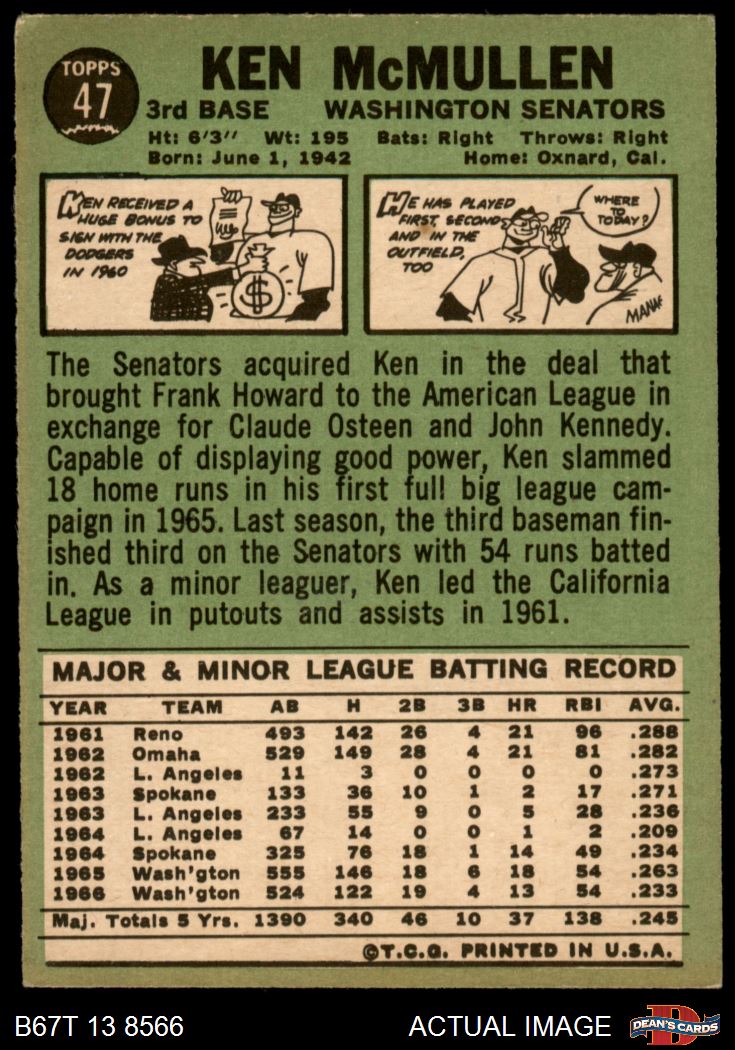 TOPPS
47
KEN McMULLEN
3rd BASE WASHINGTON SENATORS
Ht: 6'3'' Wt: 195 Bats: Right Throws: Right
Born: June 1, 1942 Home: Oxnard, Cal.
KEN RECEIVED A
HUGE BONUS TO
SIGN WITH THE
DODGERS
IN 1960
$
HE HAS PLAYED
FIRST, SECOND
AND IN THE
OUTFIELD,
TOO
WHERE
TO
TODAY?
MANAG
The Senators acquired Ken in the deal that
brought Frank Howard to the American League in
exchange for Claude Osteen and John Kennedy.
Capable of displaying good power, Ken slammed
18 home runs in his first full big league cam-
paign in 1965. Last season, the third baseman fin-
ished third on the Senators with 54 runs batted
in. As a minor leaguer, Ken led the California
League in putouts and assists in 1961.
MAJOR & MINOR LEAGUE BATTING RECORD
YEAR TEAM AB H 2B 3B HR RBI AVG.
1961 Reno 493 142 26 4 21 96 .288
1962 Omaha 529 149 28 4 21 81 .282
1962 L. Angeles 11 3 0 0 0 0 .273
1963 Spokane 133 36 10 1 2 17 .271
1963 L. Angeles 233 55 9 0 5 28 .236
1964 L. Angeles 67 14 0 0 1 2 .209
1964 Spokane 325 76 18 1 14 49 .234
1965 Wash'gton 555 146 18 6 18 54 .263
1966 Wash'gton 524 122 19 4 13 54 .233
Maj. Totals 5 Yrs. 1390 340 46 10 37 138 .245
©T.C.G. PRINTED IN U.S.A.
B67T 13 8566 ACTUAL IMAGE
DEAN'S CARDS